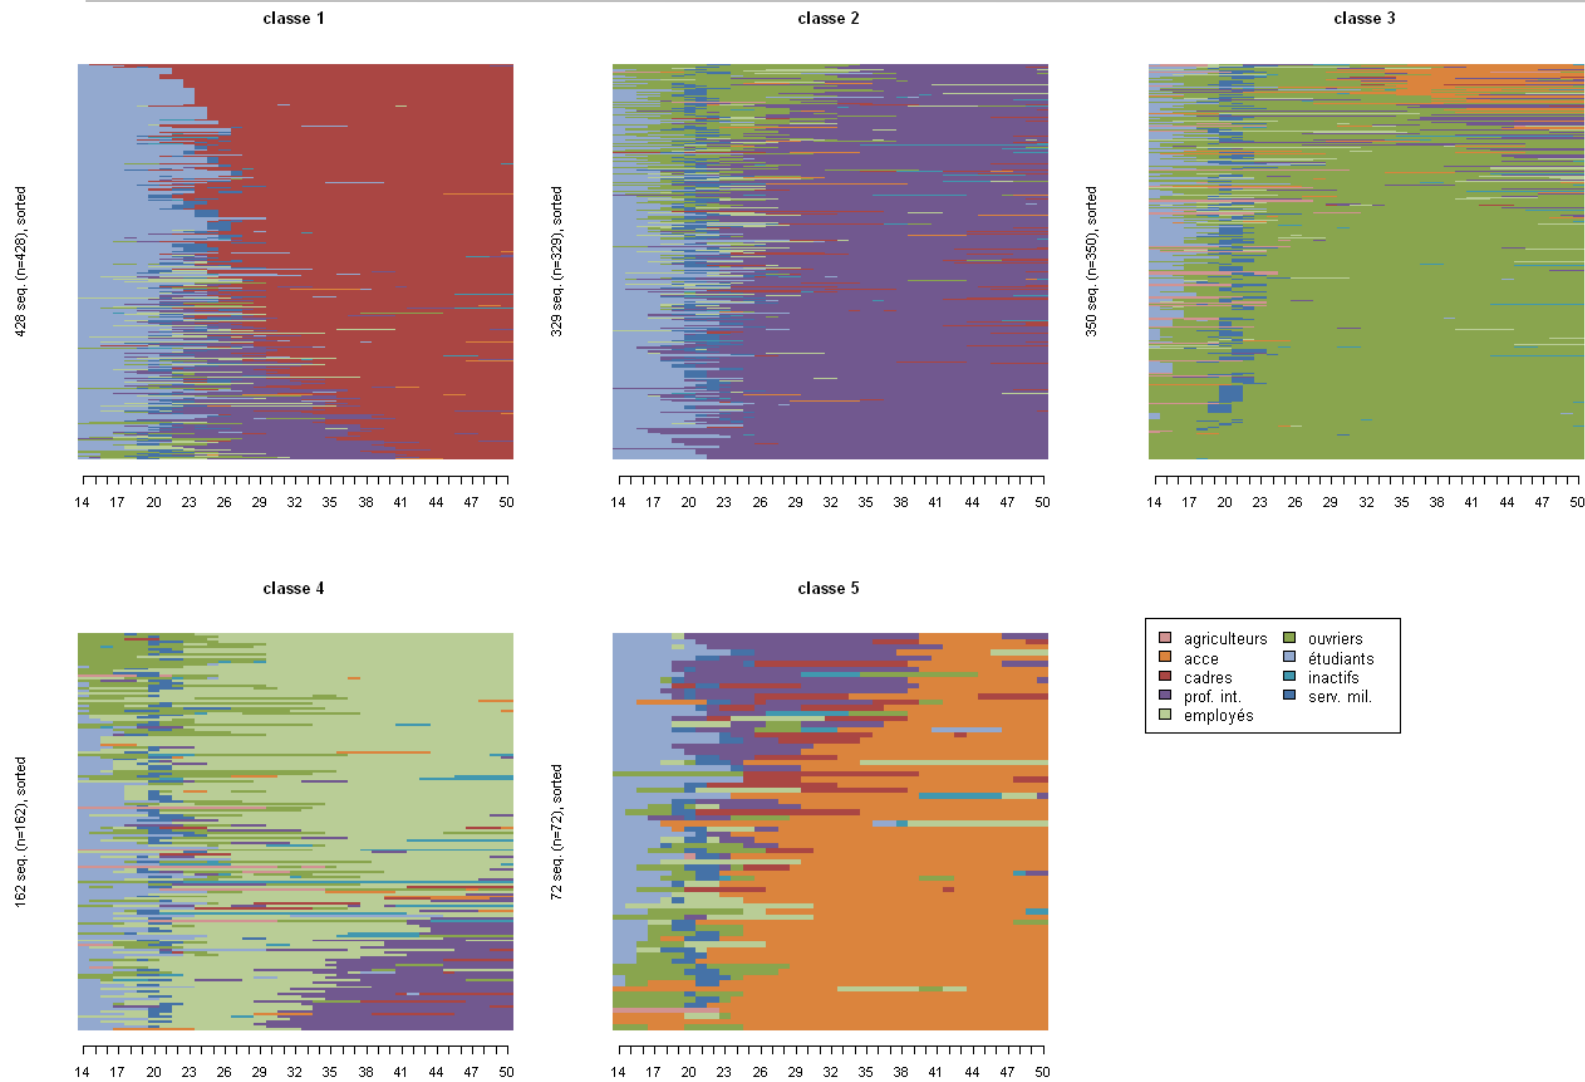 classe 1
classe 2
classe 3
428 seq. (n=428), sorted
329 seq. (n=329), sorted
350 seq. (n=350), sorted
14 17 20 23 26 29 32 35 38 41 44 47 50
14 17 20 23 26 29 32 35 38 41 44 47 50
14 17 20 23 26 29 32 35 38 41 44 47 50
classe 4
classe 5
162 seq. (n=162), sorted
72 seq. (n=72), sorted
agriculteurs
acce
cadres
prof. int.
employés
ouvriers
étudiants
inactifs
serv. mil.
14 17 20 23 26 29 32 35 38 41 44 47 50
14 17 20 23 26 29 32 35 38 41 44 47 50